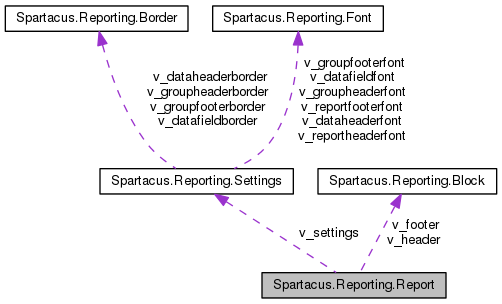 Spartacus.Reporting.Border
Spartacus.Reporting.Font
v_dataheaderborder
v_groupheaderborder
v_groupfooterborder
v_datafieldborder
v_groupfooterfont
v_datafieldfont
v_groupheaderfont
v_reportfooterfont
v_dataheaderfont
v_reportheaderfont
Spartacus.Reporting.Settings
Spartacus.Reporting.Block
v_settings
v_footer
v_header
Spartacus.Reporting.Report